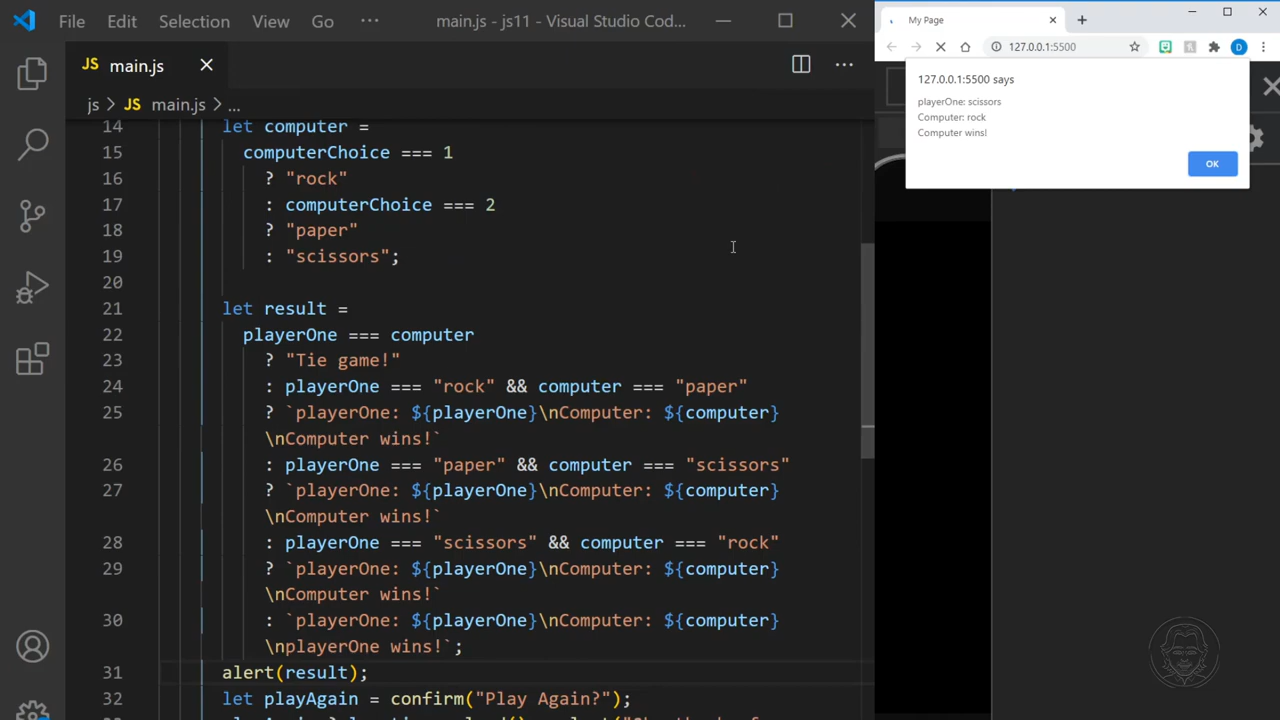 File Edit Selection View Go ··· main.js - js11 - Visual Studio Cod...
JS main.js
js > JS main.js > ...
14 let computer =
15 computerChoice === 1
16 ? "rock"
17 : computerChoice === 2
18 ? "paper"
19 : "scissors";
20
21 let result =
22 playerOne === computer
23 ? "Tie game!"
24 : playerOne === "rock" && computer === "paper"
25 ? `playerOne: ${playerOne}\nComputer: ${computer}
\nComputer wins!`
26 : playerOne === "paper" && computer === "scissors"
27 ? `playerOne: ${playerOne}\nComputer: ${computer}
\nComputer wins!`
28 : playerOne === "scissors" && computer === "rock"
29 ? `playerOne: ${playerOne}\nComputer: ${computer}
\nComputer wins!`
30 : `playerOne: ${playerOne}\nComputer: ${computer}
\nplayerOne wins!`;
31 alert(result);
32 let playAgain = confirm("Play Again?");
My Page
127.0.0.1:5500
D
127.0.0.1:5500 says
playerOne: scissors
Computer: rock
Computer wins!
OK